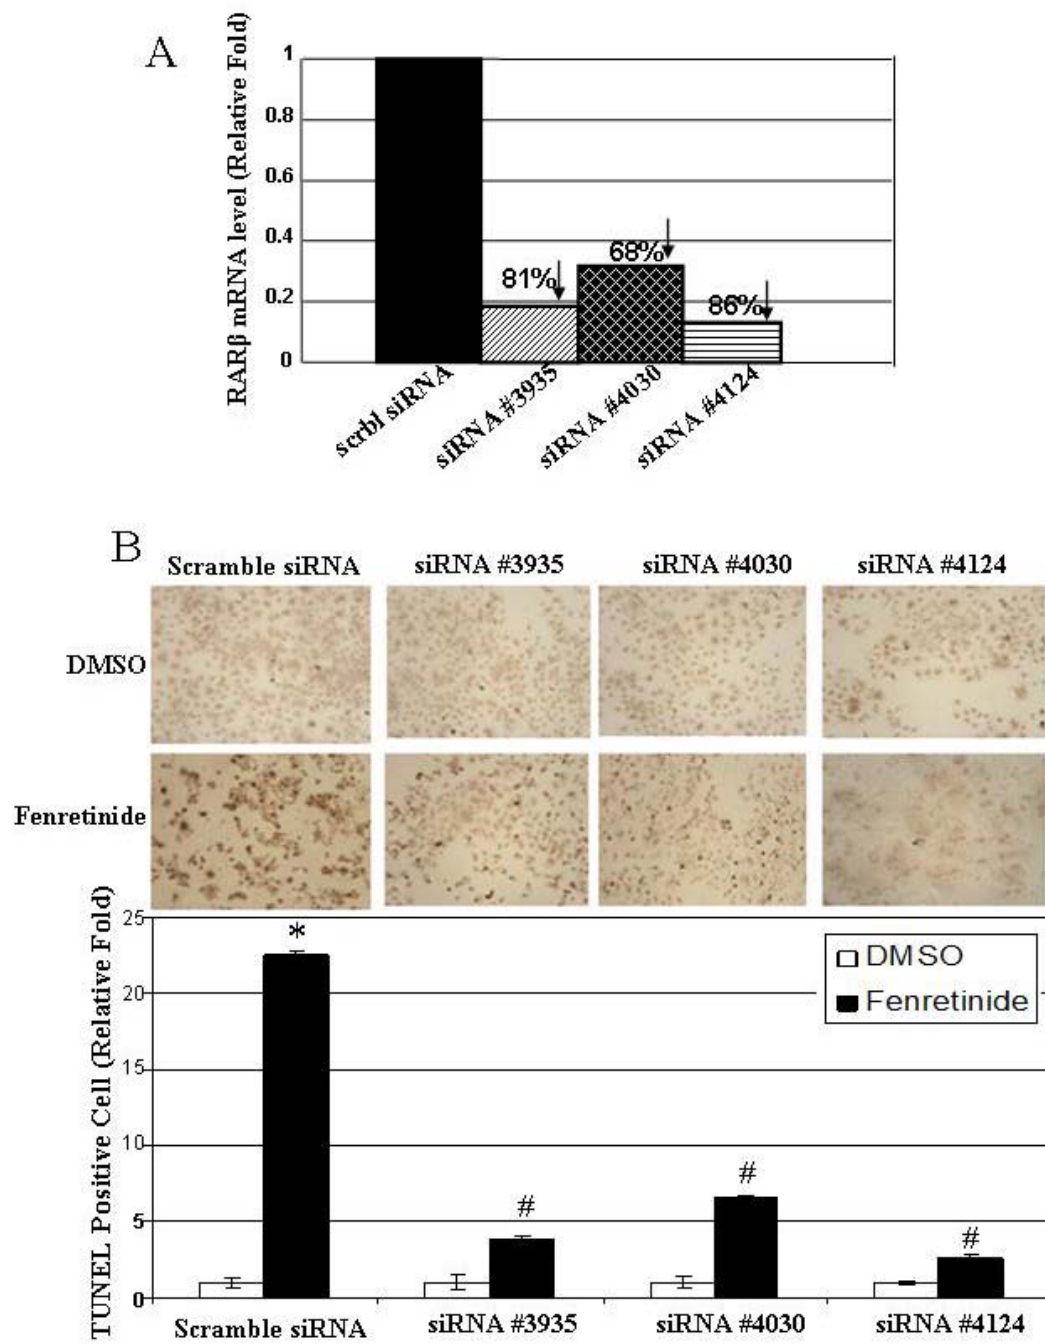 A
RARβ mRNA level (Relative Fold)
1
0.8
0.6
0.4
0.2
0
81%
68%
86%
scrbl siRNA
siRNA #3935
siRNA #4030
siRNA #4124
B
Scramble siRNA siRNA #3935 siRNA #4030 siRNA #4124
DMSO
Fenretinide
TUNEL Positive Cell (Relative Fold)
25
20
15
10
5
0
*
#
#
#
DMSO
Fenretinide
Scramble siRNA siRNA #3935 siRNA #4030 siRNA #4124